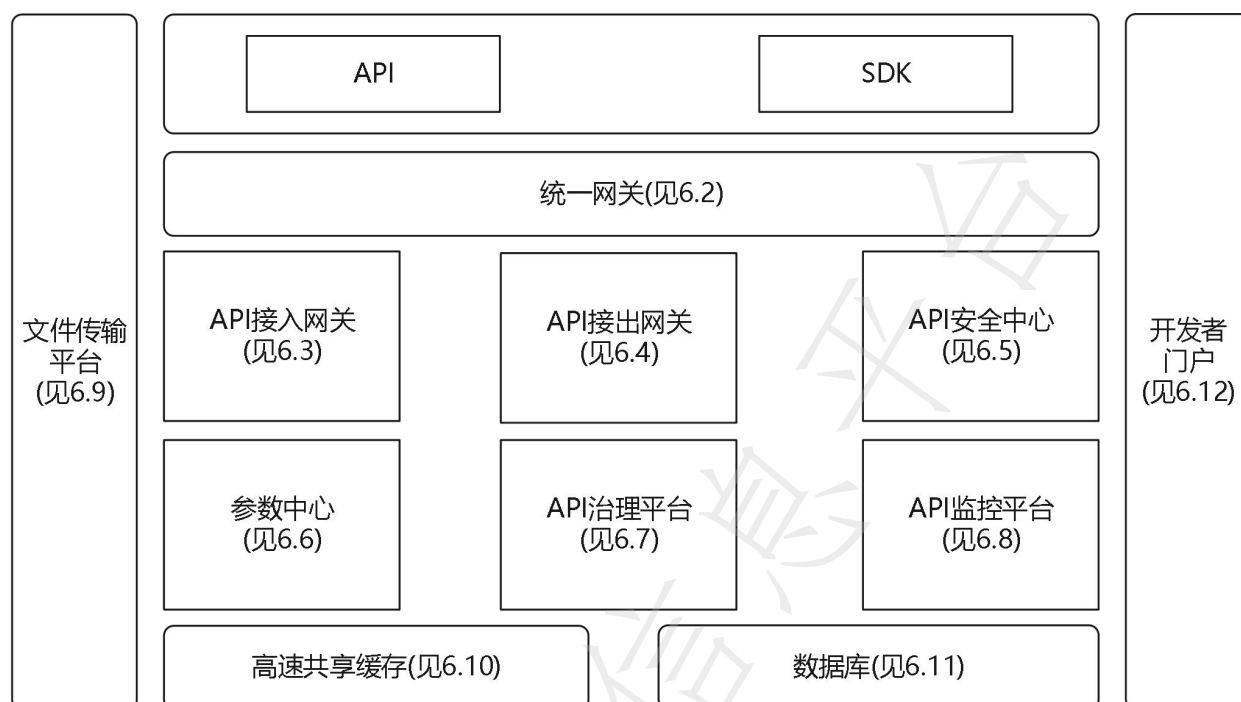 API
SDK
统一网关(见6.2)
文件传输
平台
(见6.9)
API接入网关
(见6.3)
API接出网关
(见6.4)
API安全中心
(见6.5)
开发者
门户
(见6.12)
参数中心
(见6.6)
API治理平台
(见6.7)
API监控平台
(见6.8)
高速共享缓存(见6.10)
数据库(见6.11)
信息平台